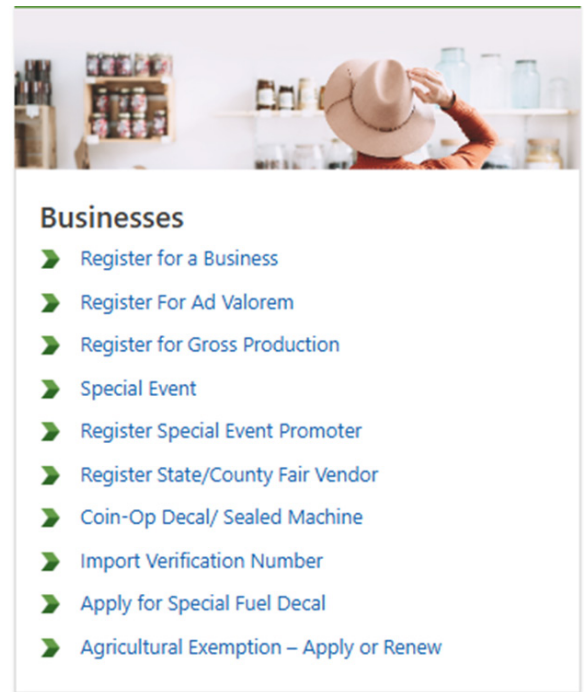 Businesses
Register for a Business
Register For Ad Valorem
Register for Gross Production
Special Event
Register Special Event Promoter
Register State/County Fair Vendor
Coin-Op Decal/ Sealed Machine
Import Verification Number
Apply for Special Fuel Decal
Agricultural Exemption – Apply or Renew